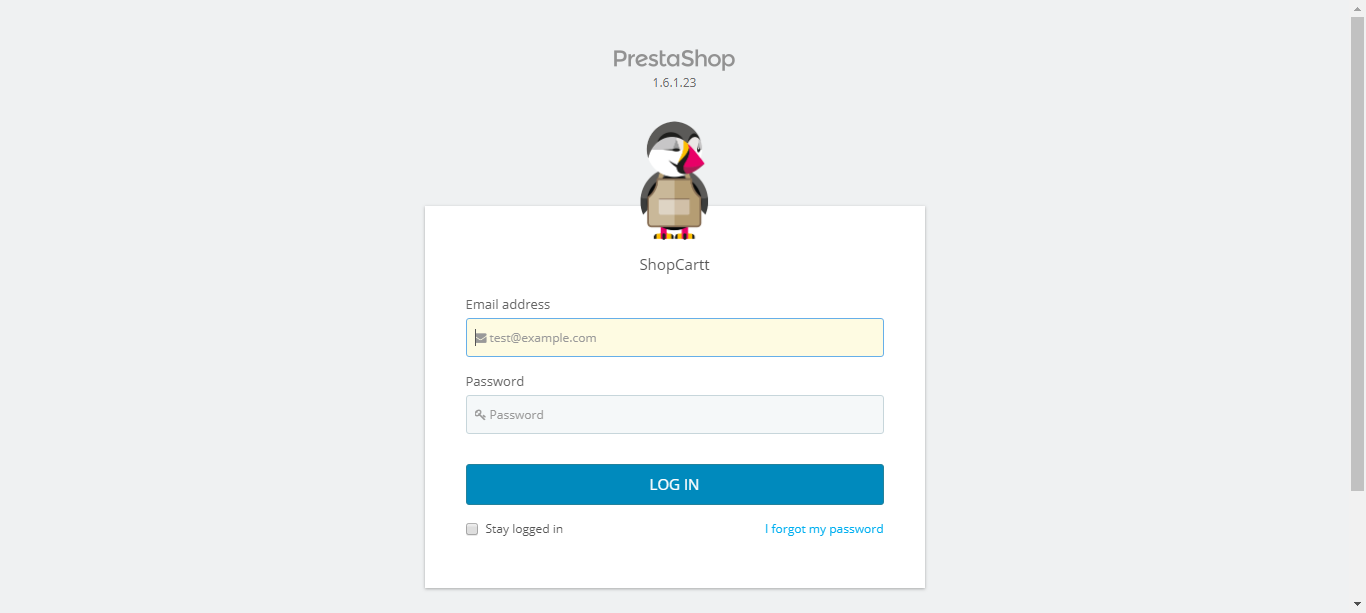 PrestaShop
1.6.1.23
ShopCartt
Email address
test@example.com
Password
Password
LOG IN
Stay logged in
I forgot my password